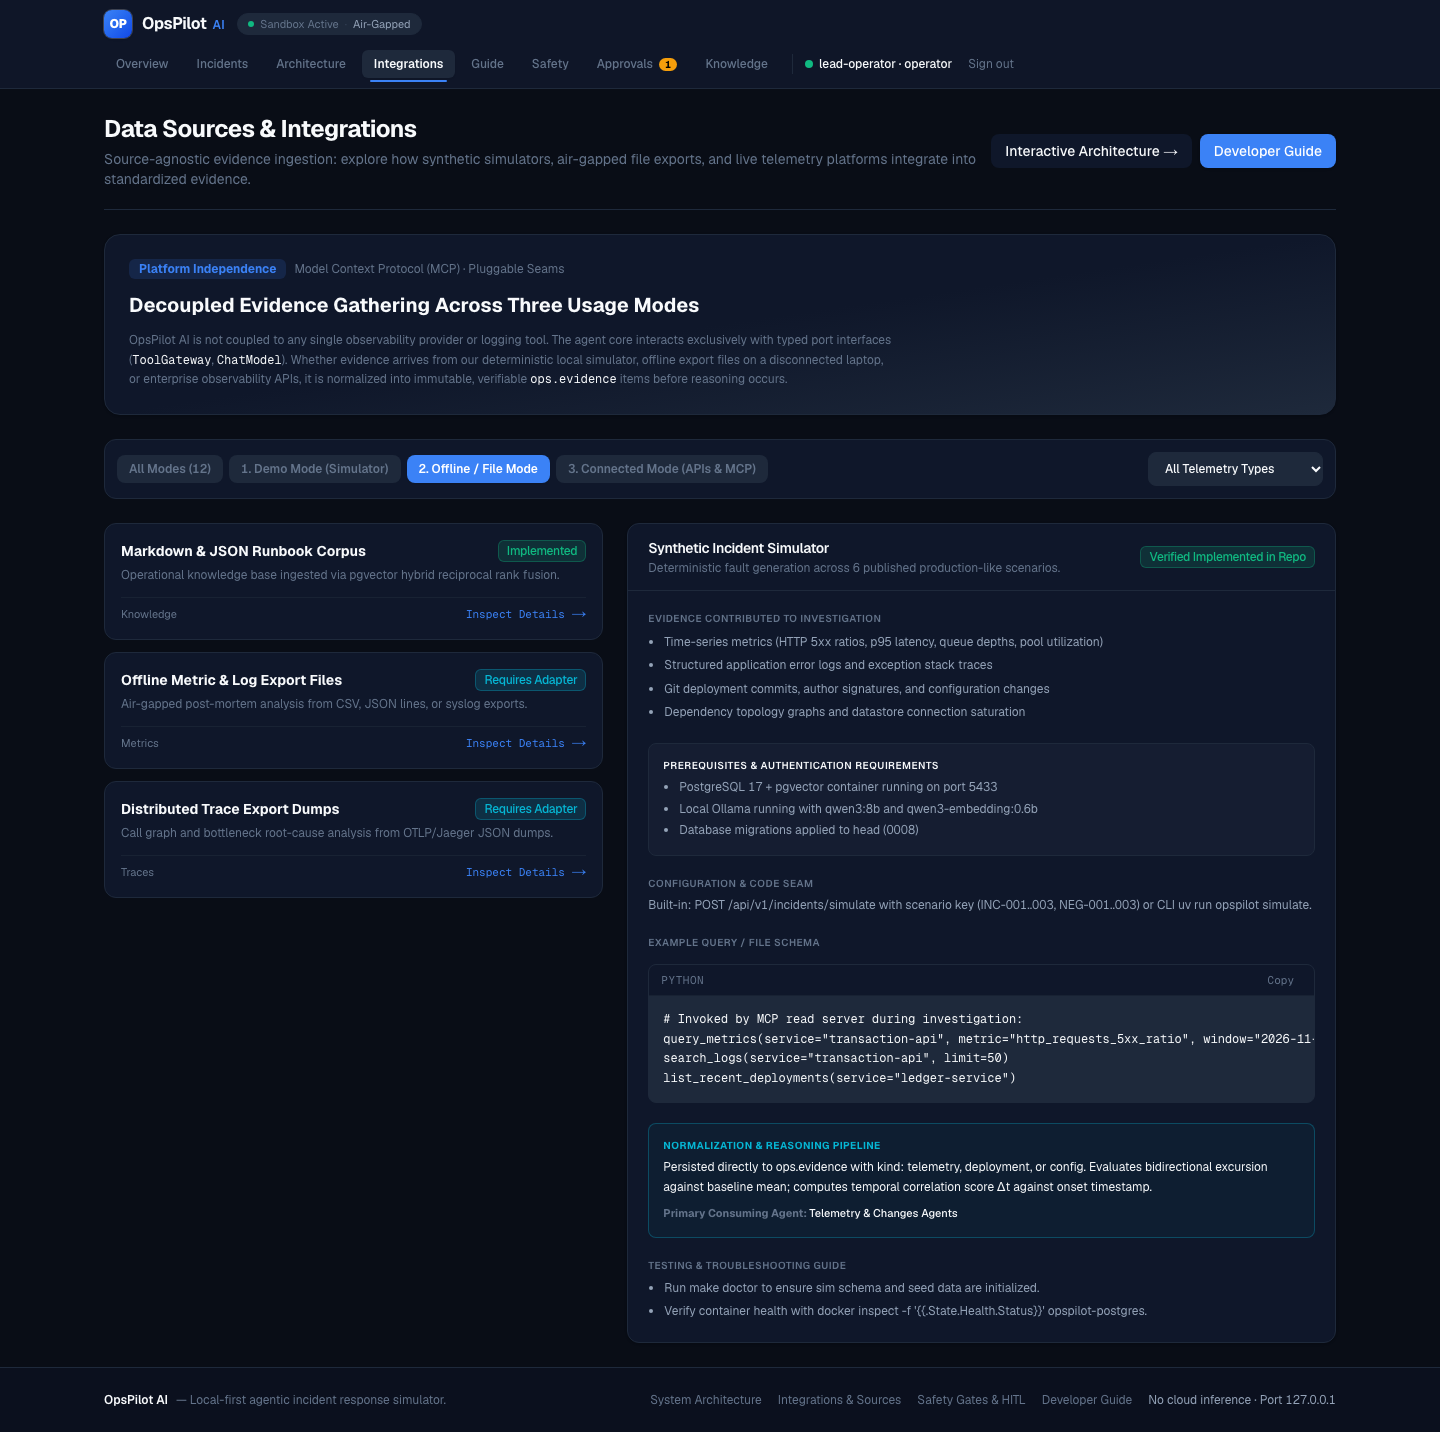 OP OpsPilot AI Sandbox Active · Air-Gapped
Overview Incidents Architecture Integrations Guide Safety Approvals 1 Knowledge lead-operator · operator Sign out
Data Sources & Integrations
Source-agnostic evidence ingestion: explore how synthetic simulators, air-gapped file exports, and live telemetry platforms integrate into
standardized evidence.
Interactive Architecture → Developer Guide
Platform Independence Model Context Protocol (MCP) · Pluggable Seams
Decoupled Evidence Gathering Across Three Usage Modes
OpsPilot AI is not coupled to any single observability provider or logging tool. The agent core interacts exclusively with typed port interfaces
(ToolGateway, ChatModel). Whether evidence arrives from our deterministic local simulator, offline export files on a disconnected laptop,
or enterprise observability APIs, it is normalized into immutable, verifiable ops.evidence items before reasoning occurs.
All Modes (12) 1. Demo Mode (Simulator) 2. Offline / File Mode 3. Connected Mode (APIs & MCP) All Telemetry Types
Markdown & JSON Runbook Corpus Implemented
Operational knowledge base ingested via pgvector hybrid reciprocal rank fusion.
Knowledge Inspect Details →
Offline Metric & Log Export Files Requires Adapter
Air-gapped post-mortem analysis from CSV, JSON lines, or syslog exports.
Metrics Inspect Details →
Distributed Trace Export Dumps Requires Adapter
Call graph and bottleneck root-cause analysis from OTLP/Jaeger JSON dumps.
Traces Inspect Details →
Synthetic Incident Simulator
Deterministic fault generation across 6 published production-like scenarios.
Verified Implemented in Repo
EVIDENCE CONTRIBUTED TO INVESTIGATION
• Time-series metrics (HTTP 5xx ratios, p95 latency, queue depths, pool utilization)
• Structured application error logs and exception stack traces
• Git deployment commits, author signatures, and configuration changes
• Dependency topology graphs and datastore connection saturation
PREREQUISITES & AUTHENTICATION REQUIREMENTS
• PostgreSQL 17 + pgvector container running on port 5433
• Local Ollama running with qwen3:8b and qwen3-embedding:0.6b
• Database migrations applied to head (0008)
CONFIGURATION & CODE SEAM
Built-in: POST /api/v1/incidents/simulate with scenario key (INC-001..003, NEG-001..003) or CLI uv run opspilot simulate.
EXAMPLE QUERY / FILE SCHEMA
PYTHON Copy
# Invoked by MCP read server during investigation:
query_metrics(service="transaction-api", metric="http_requests_5xx_ratio", window="2026-11-
search_logs(service="transaction-api", limit=50)
list_recent_deployments(service="ledger-service")
NORMALIZATION & REASONING PIPELINE
Persisted directly to ops.evidence with kind: telemetry, deployment, or config. Evaluates bidirectional excursion
against baseline mean; computes temporal correlation score Δt against onset timestamp.
Primary Consuming Agent: Telemetry & Changes Agents
TESTING & TROUBLESHOOTING GUIDE
• Run make doctor to ensure sim schema and seed data are initialized.
• Verify container health with docker inspect -f '{{.State.Health.Status}}' opspilot-postgres.
OpsPilot AI — Local-first agentic incident response simulator.
System Architecture Integrations & Sources Safety Gates & HITL Developer Guide No cloud inference · Port 127.0.0.1